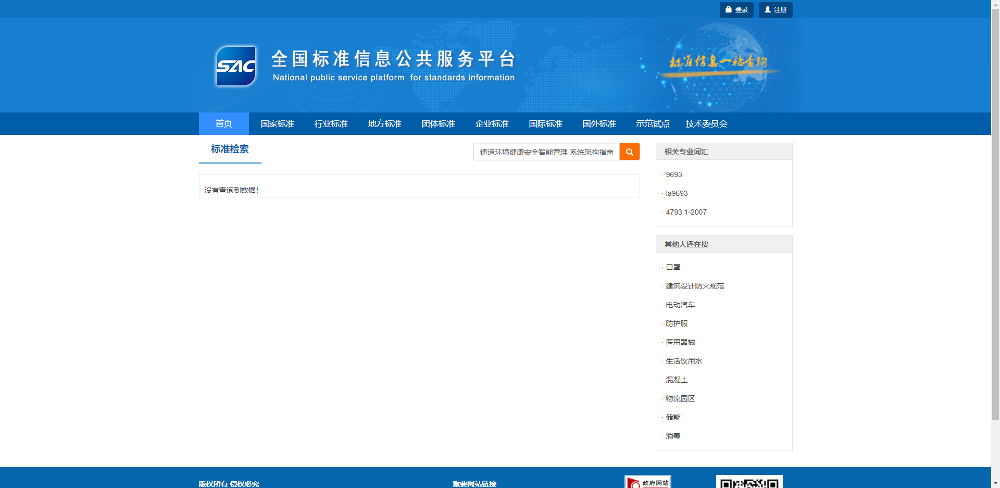 登录
注册
SAC
全国标准信息公共服务平台
National public service platform for standards information
标准信息一站查询
首页
国家标准
行业标准
地方标准
团体标准
企业标准
国际标准
国外标准
示范试点
技术委员会
标准检索
铸造环境健康安全智能管理 系统架构指南
没有查询到数据！
相关专业词汇
· 9693
· la9693
· 4793.1-2007
其他人还在搜
· 口罩
· 建筑设计防火规范
· 电动汽车
· 防护服
· 医用器械
· 生活饮用水
· 混凝土
· 物流园区
· 储能
· 消毒
版权所有 侵权必究
重要网站链接
政府网站